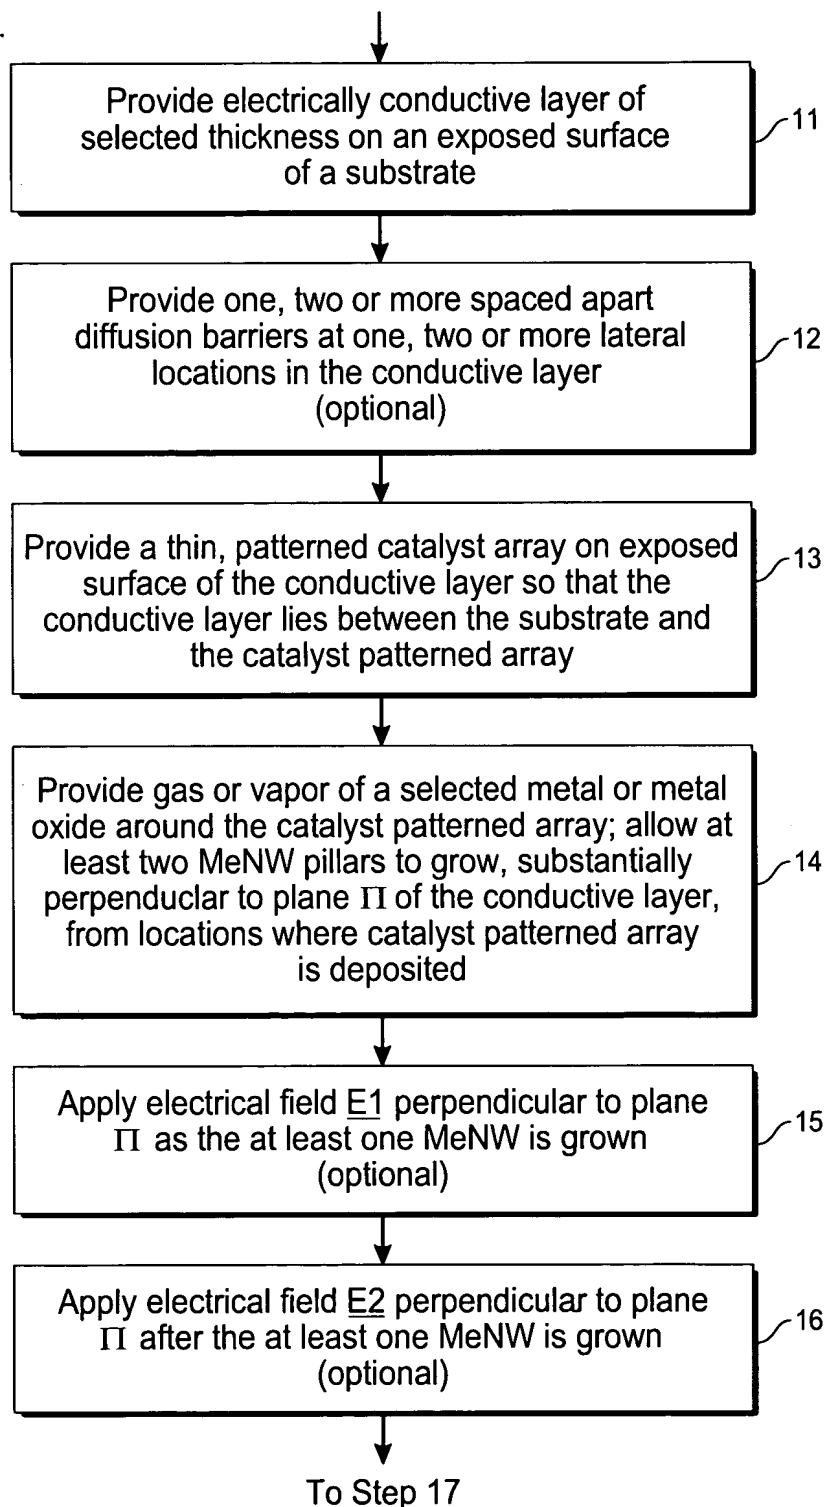 Provide electrically conductive layer of
selected thickness on an exposed surface
of a substrate
11
Provide one, two or more spaced apart
diffusion barriers at one, two or more lateral
locations in the conductive layer
(optional)
12
Provide a thin, patterned catalyst array on exposed
surface of the conductive layer so that the
conductive layer lies between the substrate and
the catalyst patterned array
13
Provide gas or vapor of a selected metal or metal
oxide around the catalyst patterned array; allow at
least two MeNW pillars to grow, substantially
perpenduclar to plane Π of the conductive layer,
from locations where catalyst patterned array
is deposited
14
Apply electrical field E1 perpendicular to plane
Π as the at least one MeNW is grown
(optional)
15
Apply electrical field E2 perpendicular to plane
Π after the at least one MeNW is grown
(optional)
16
To Step 17